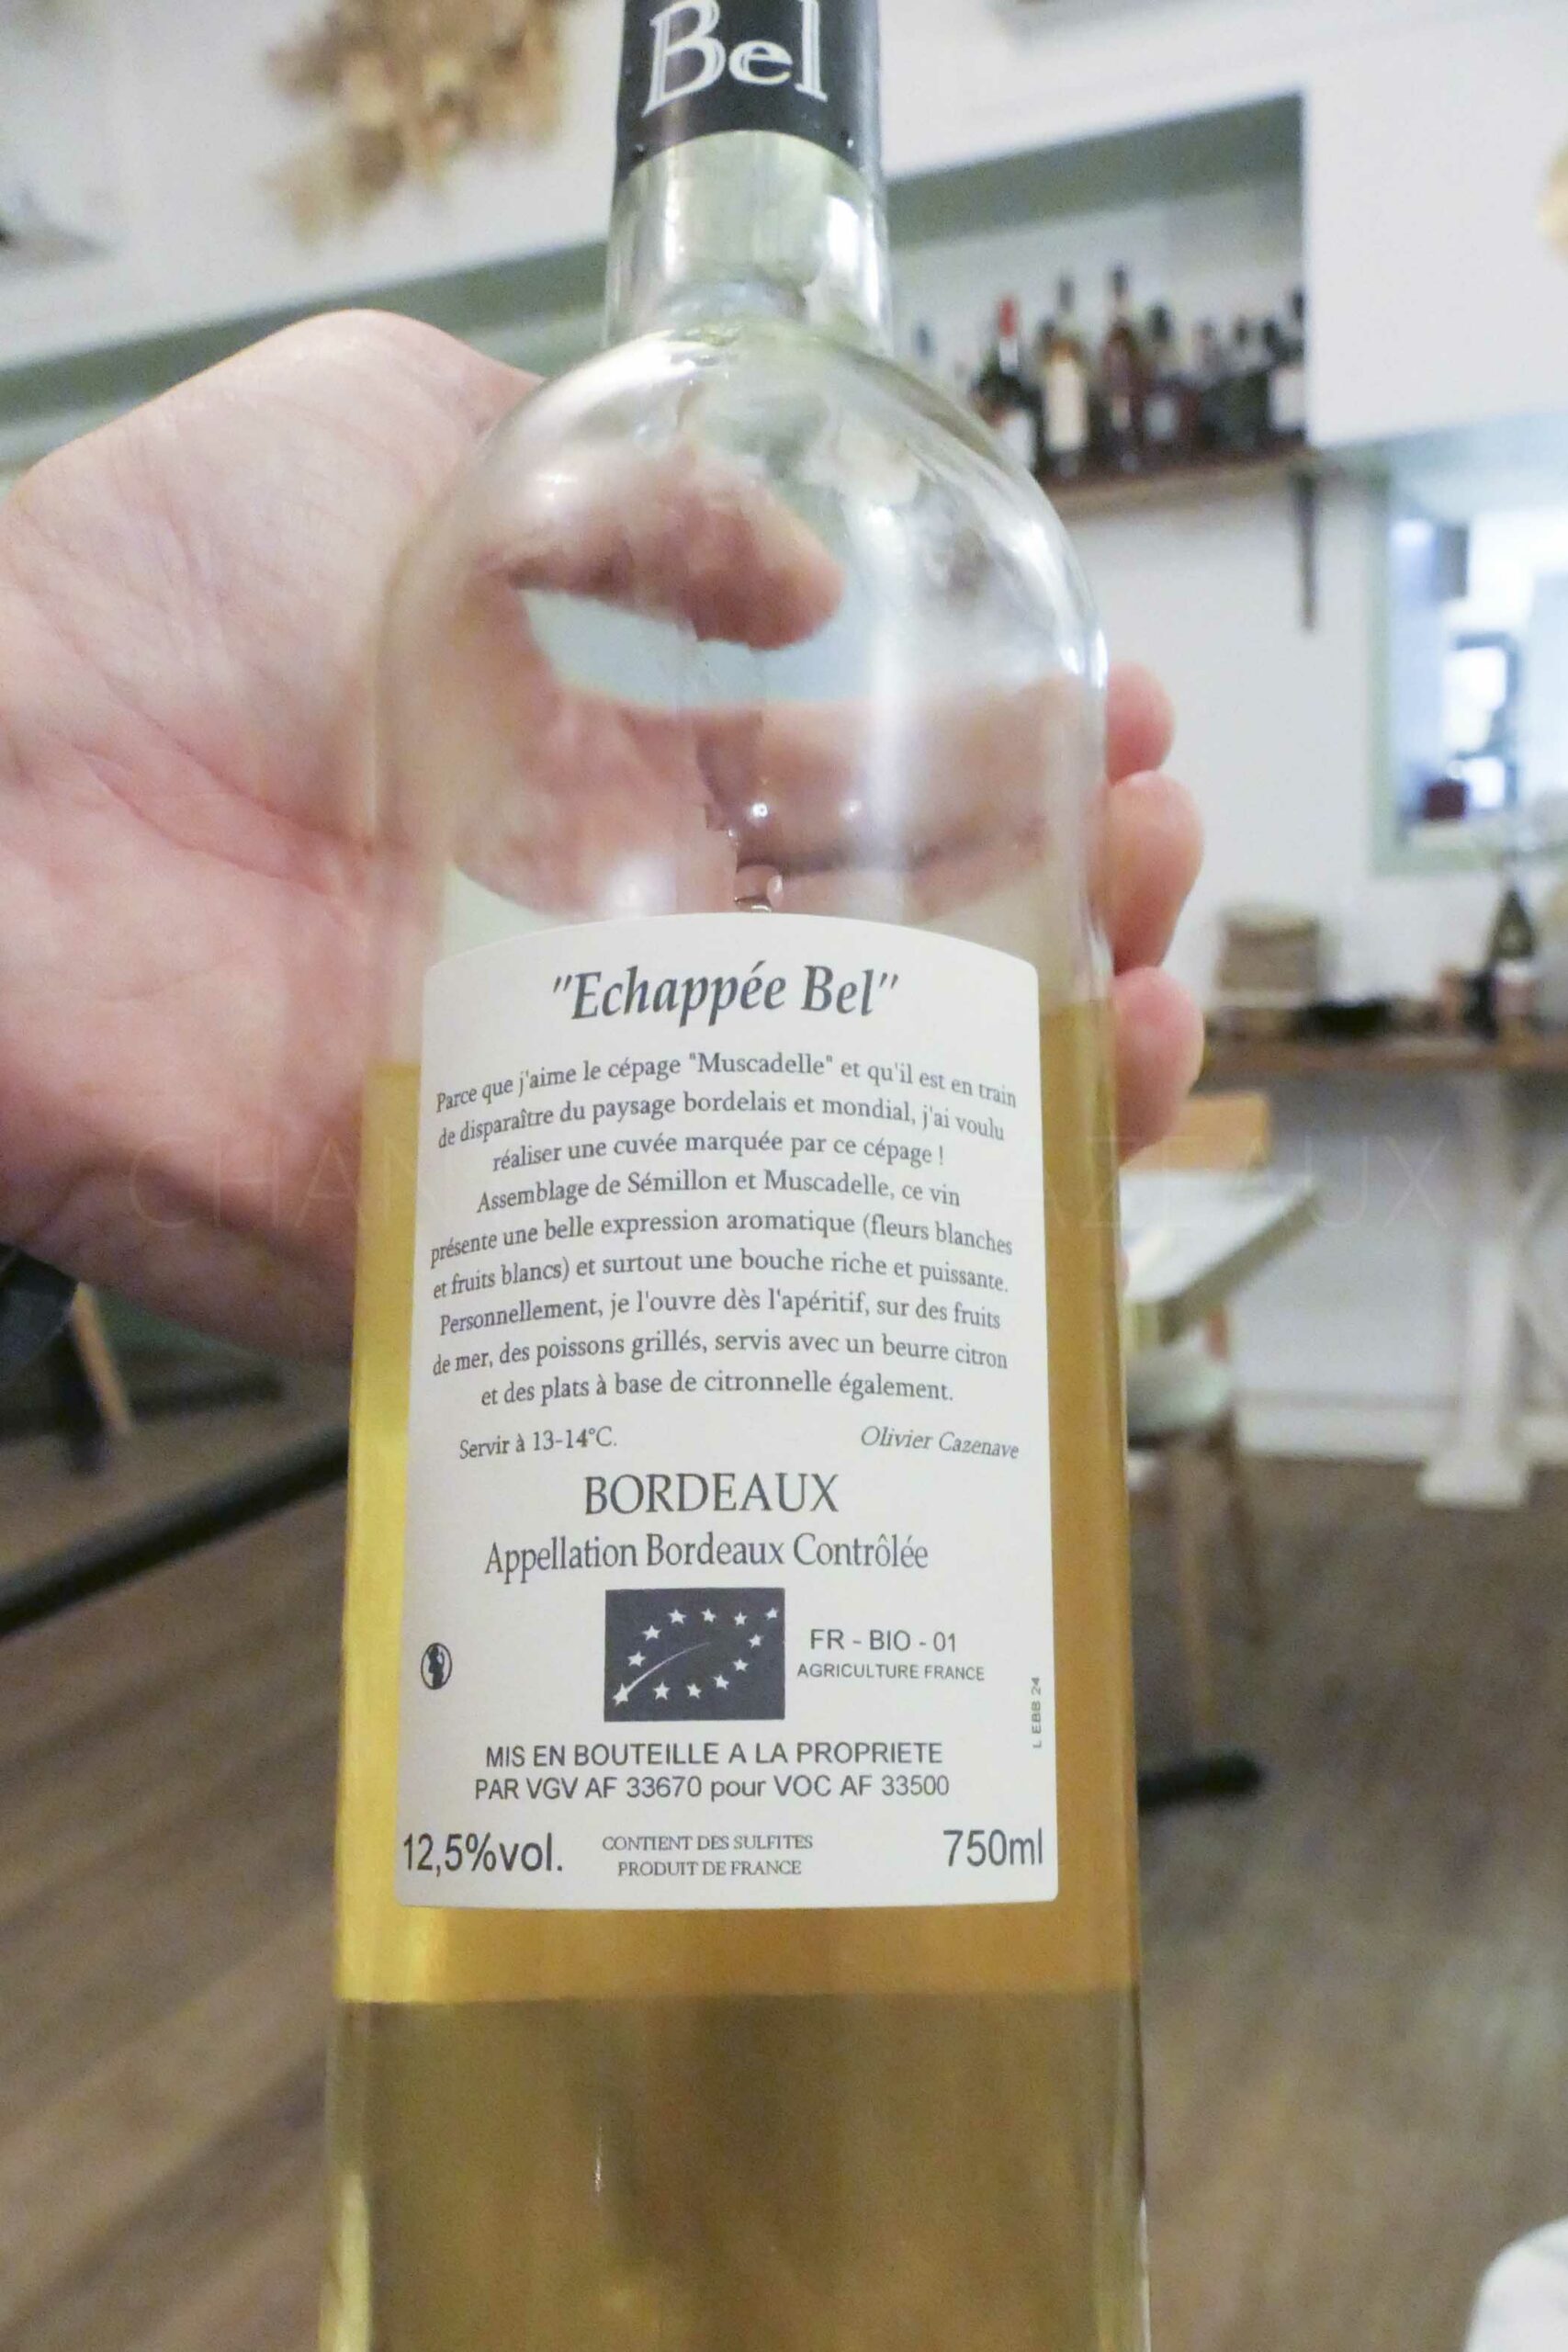 Bel
"Echappée Bel"
Parce que j'aime le cépage "Muscadelle" et qu'il est en train
de disparaître du paysage bordelais et mondial, j'ai voulu
réaliser une cuvée marquée par ce cépage !
Assemblage de Sémillon et Muscadelle, ce vin
présente une belle expression aromatique (fleurs blanches
et fruits blancs) et surtout une bouche riche et puissante.
Personnellement, je l'ouvre dès l'apéritif, sur des fruits
de mer, des poissons grillés, servis avec un beurre citron
et des plats à base de citronnelle également.
Servir à 13-14°C.
Olivier Cazenave
BORDEAUX
Appellation Bordeaux Contrôlée
FR - BIO - 01
AGRICULTURE FRANCE
L EBB 24
MIS EN BOUTEILLE A LA PROPRIETE
PAR VGV AF 33670 pour VOC AF 33500
12,5%vol.
CONTIENT DES SULFITES
PRODUIT DE FRANCE
750ml